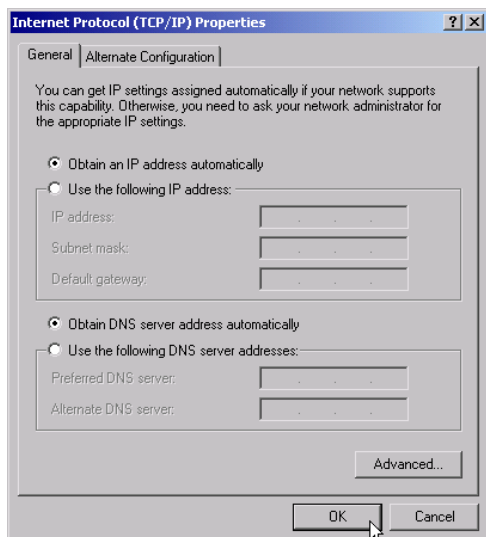 Internet Protocol (TCP/IP) Properties
General
Alternate Configuration
You can get IP settings assigned automatically if your network supports
this capability. Otherwise, you need to ask your network administrator for
the appropriate IP settings.
Obtain an IP address automatically
Use the following IP address:
IP address:
Subnet mask:
Default gateway:
Obtain DNS server address automatically
Use the following DNS server addresses:
Preferred DNS server:
Alternate DNS server:
Advanced...
OK
Cancel